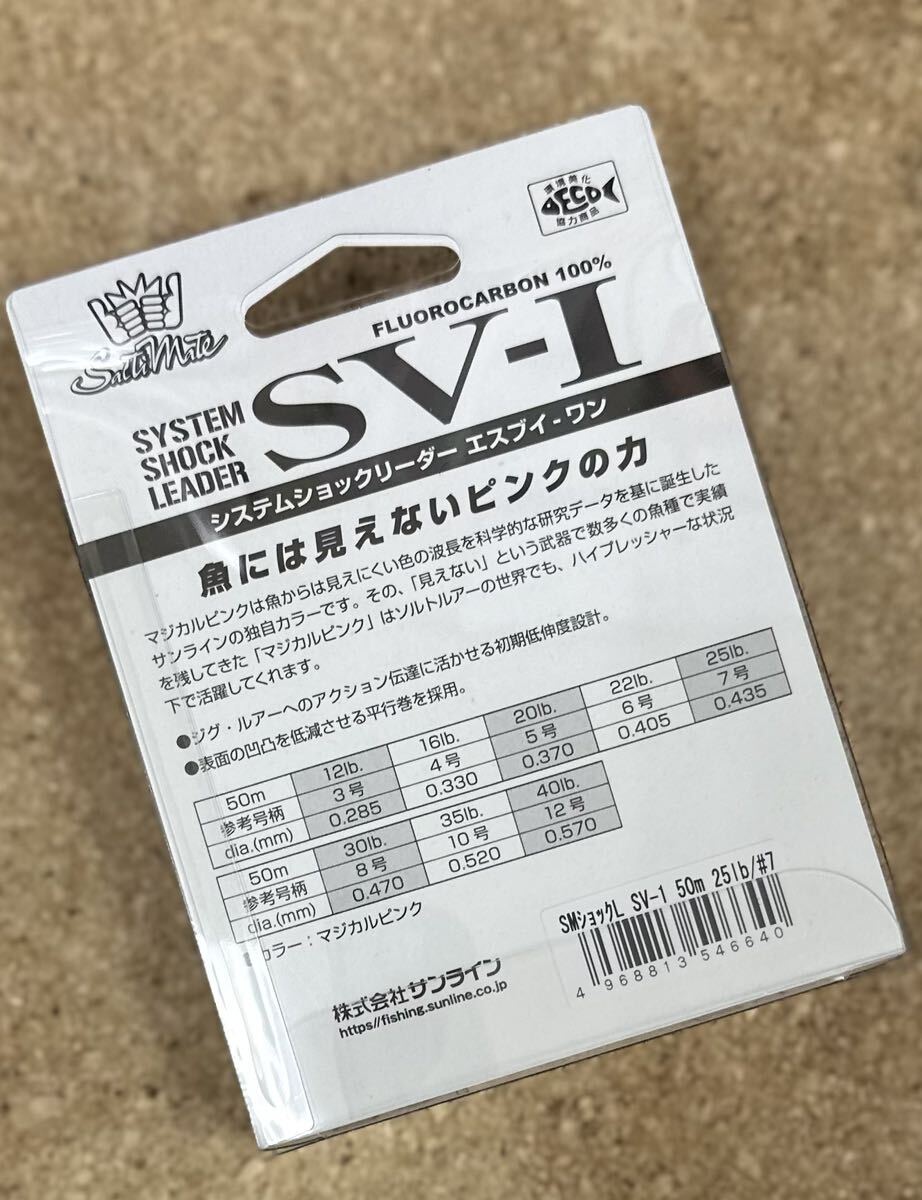 環境美化
DECO
協力商品
SaltiMate
FLUOROCARBON 100%
SYSTEM
SHOCK
LEADER
SV-I
システムショックリーダー エスブイ-ワン
魚には見えないピンクの力
マジカルピンクは魚からは見えにくい色の波長を科学的な研究データを基に誕生した
サンラインの独自カラーです。その、「見えない」という武器で数多くの魚種で実績
を残してきた「マジカルピンク」はソルトルアーの世界でも、ハイプレッシャーな状況
下で活躍してくれます。
●ジグ・ルアーへのアクション伝達に活かせる初期低伸度設計。
●表面の凹凸を低減させる平行巻を採用。
50m 12lb. 16lb. 20lb. 22lb. 25lb.
参考号柄 3号 4号 5号 6号 7号
dia.(mm) 0.285 0.330 0.370 0.405 0.435
50m 30lb. 35lb. 40lb.
参考号柄 8号 10号 12号
dia.(mm) 0.470 0.520 0.570
カラー：マジカルピンク
SMショックL SV-1 50m 25lb/#7
4 968813 546640
株式会社サンライン
https//fishing.sunline.co.jp